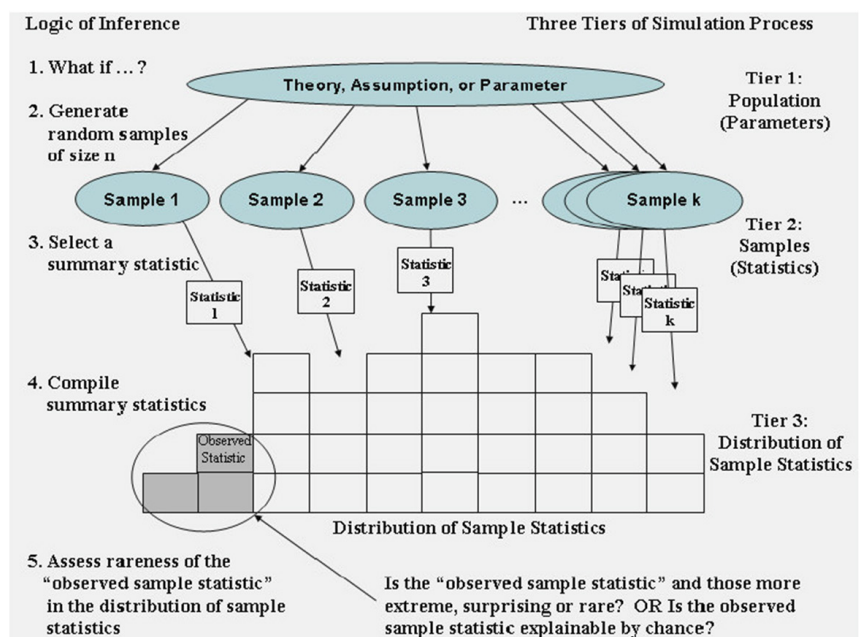 Logic of Inference
Three Tiers of Simulation Process
1. What if … ?
Theory, Assumption, or Parameter
Tier 1:
Population
(Parameters)
2. Generate
random samples
of size n
Sample 1
Sample 2
Sample 3
...
Sample k
Tier 2:
Samples
(Statistics)
3. Select a
summary statistic
Statistic
1
Statistic
2
Statistic
3
Statistic
k
4. Compile
summary statistics
Observed
Statistic
Tier 3:
Distribution of
Sample Statistics
Distribution of Sample Statistics
5. Assess rareness of the
“observed sample statistic”
in the distribution of sample
statistics
Is the “observed sample statistic” and those more
extreme, surprising or rare? OR Is the observed
sample statistic explainable by chance?